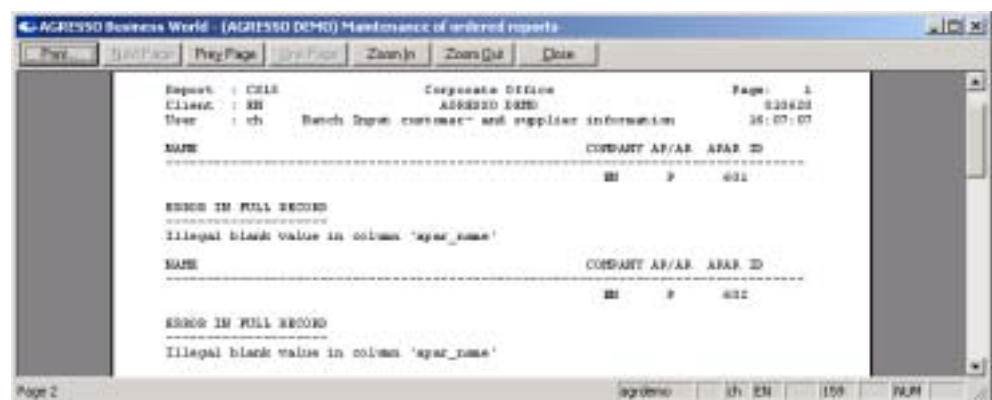 AGRESSO Business World - (AGRESSO DEMO) Maintenance of ordered reports
Print... Next Page Prev Page Zoom In Zoom Out Close
Report : CS15 Corporate Office Page: 1
Client : EN AGRESSO DEMO
User : ch Batch Input customer- and supplier information 16:07:07
NAME COMPANY AP/AR APAR ID
EN P 601
ERROR IN FULL RECORD
Illegal blank value in column 'apar_name'
NAME COMPANY AP/AR APAR ID
EN P 602
ERROR IN FULL RECORD
Illegal blank value in column 'apar_name'
Page 2 agrdemo ch EN 159 NUM